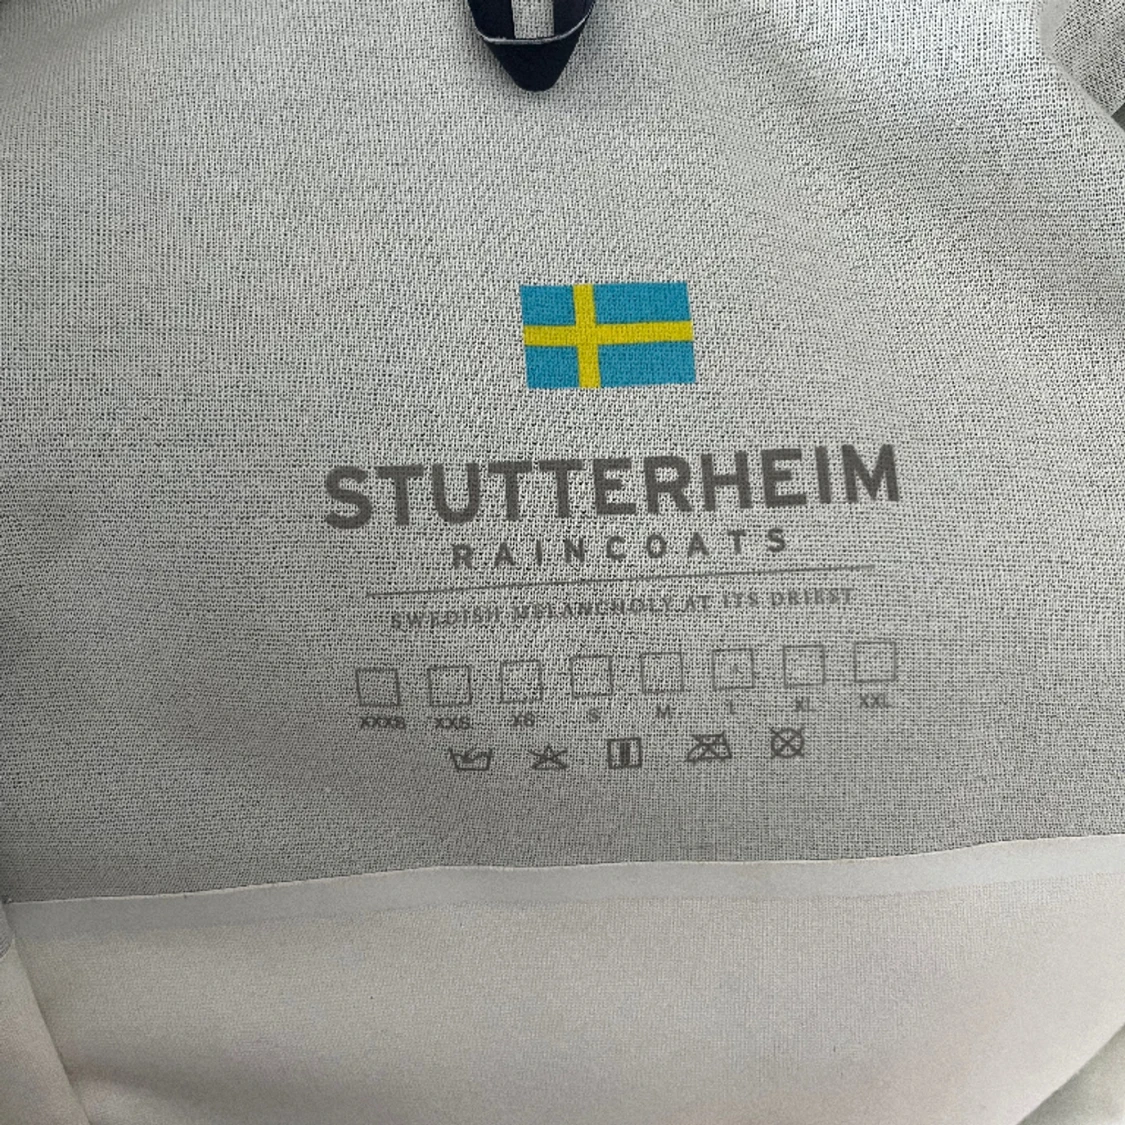 STUTTERHEIM
RAINCOATS
SWEDISH MELANCHOLY AT ITS DRIEST
XXXS XXS XS S M L XL XXL